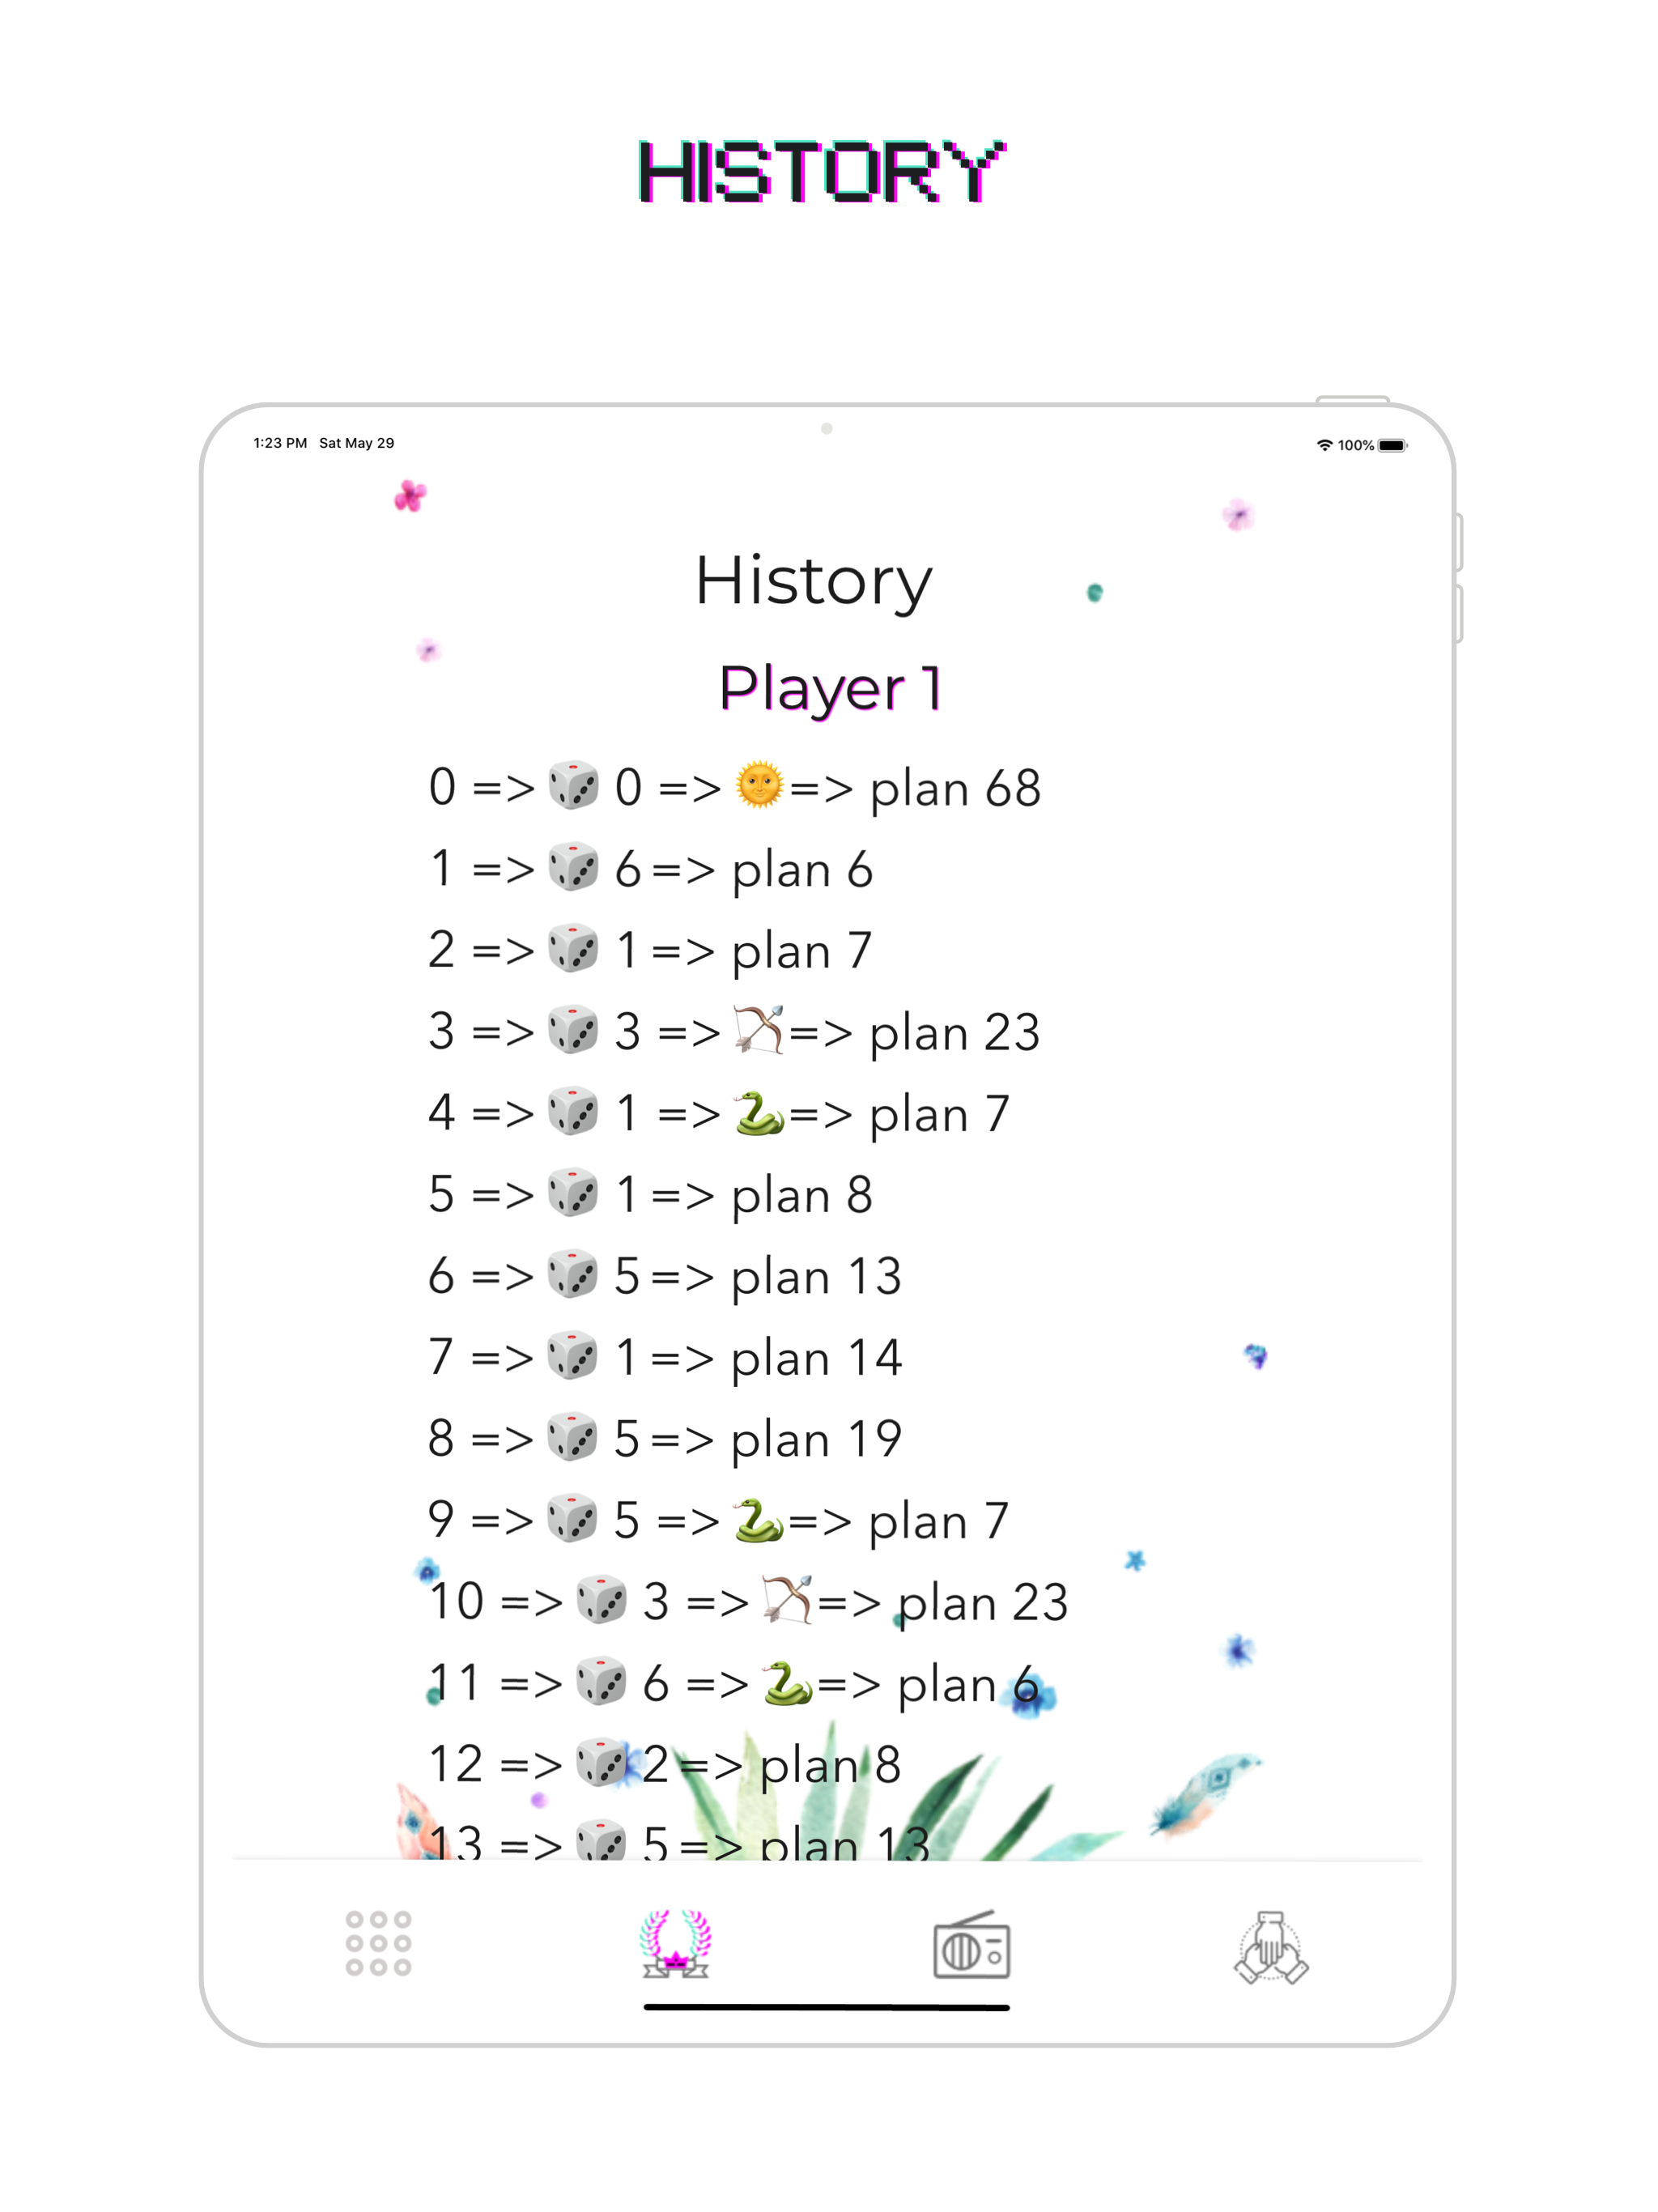 HISTORY
1:23 PM Sat May 29 100%
History
Player 1
0 => 🎲 0 => 🌞=> plan 68
1 => 🎲 6 => plan 6
2 => 🎲 1 => plan 7
3 => 🎲 3 => 🏹=> plan 23
4 => 🎲 1 => 🐍=> plan 7
5 => 🎲 1 => plan 8
6 => 🎲 5 => plan 13
7 => 🎲 1 => plan 14
8 => 🎲 5 => plan 19
9 => 🎲 5 => 🐍=> plan 7
10 => 🎲 3 => 🏹=> plan 23
11 => 🎲 6 => 🐍=> plan 6
12 => 🎲 2 => plan 8
13 => 🎲 5 => plan 13